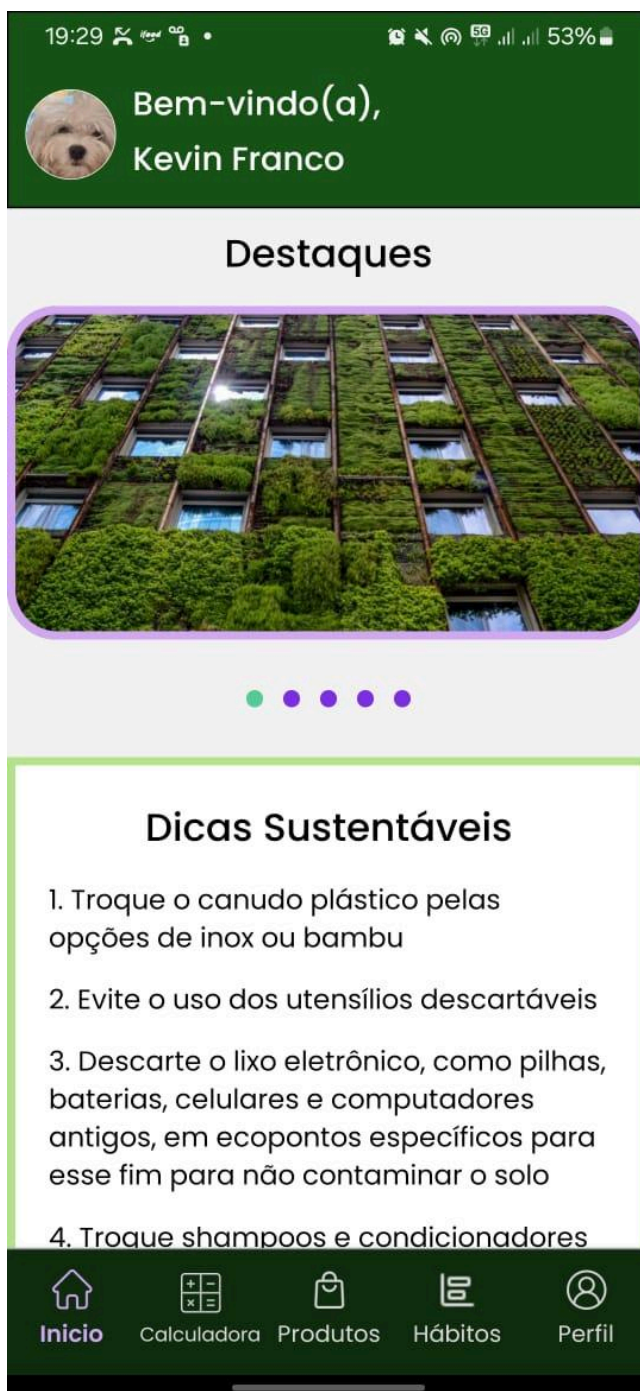 19:29
ifood
5G
53%
Bem-vindo(a),
Kevin Franco
Destaques
Dicas Sustentáveis
1. Troque o canudo plástico pelas
opções de inox ou bambu
2. Evite o uso dos utensílios descartáveis
3. Descarte o lixo eletrônico, como pilhas,
baterias, celulares e computadores
antigos, em ecopontos específicos para
esse fim para não contaminar o solo
4. Troque shampoos e condicionadores
Inicio Calculadora Produtos Hábitos Perfil